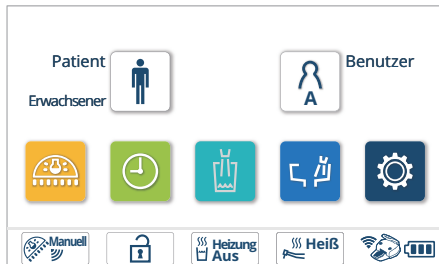 Patient
Benutzer
Erwachsener
A
Manuell
Heizung
Aus
Heiß